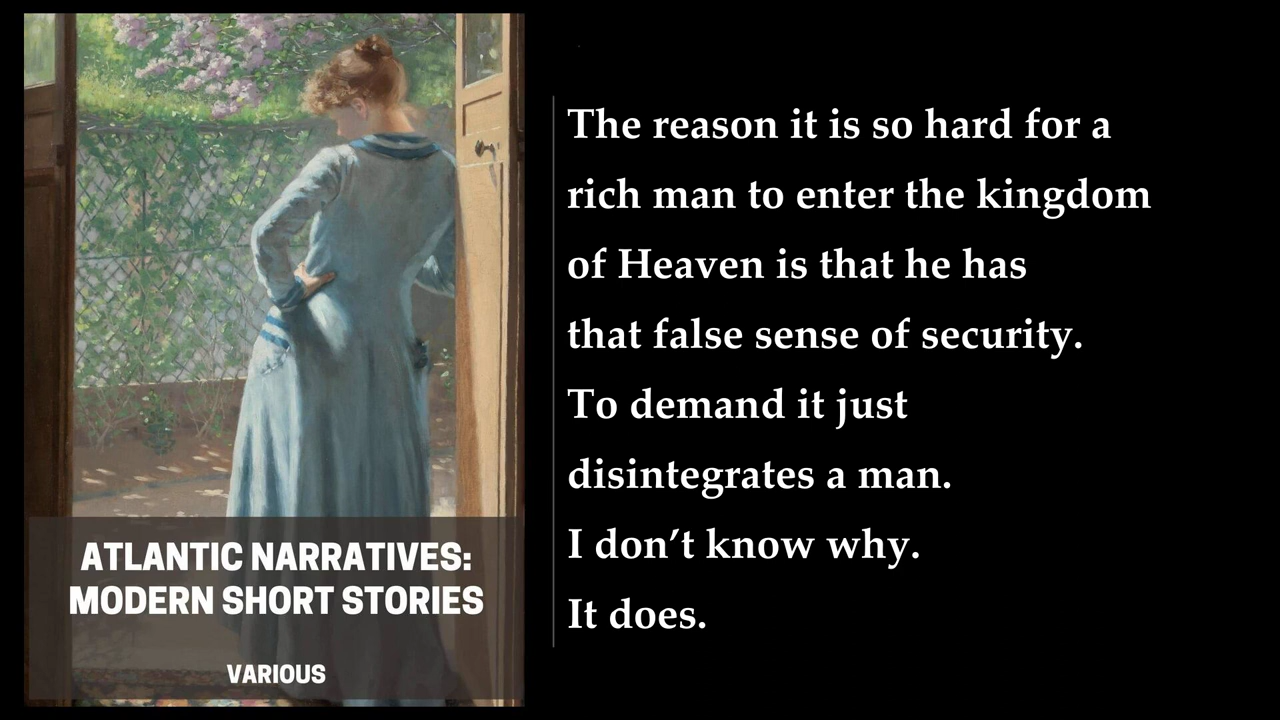 ATLANTIC NARRATIVES:
MODERN SHORT STORIES
VARIOUS
The reason it is so hard for a
rich man to enter the kingdom
of Heaven is that he has
that false sense of security.
To demand it just
disintegrates a man.
I don’t know why.
It does.